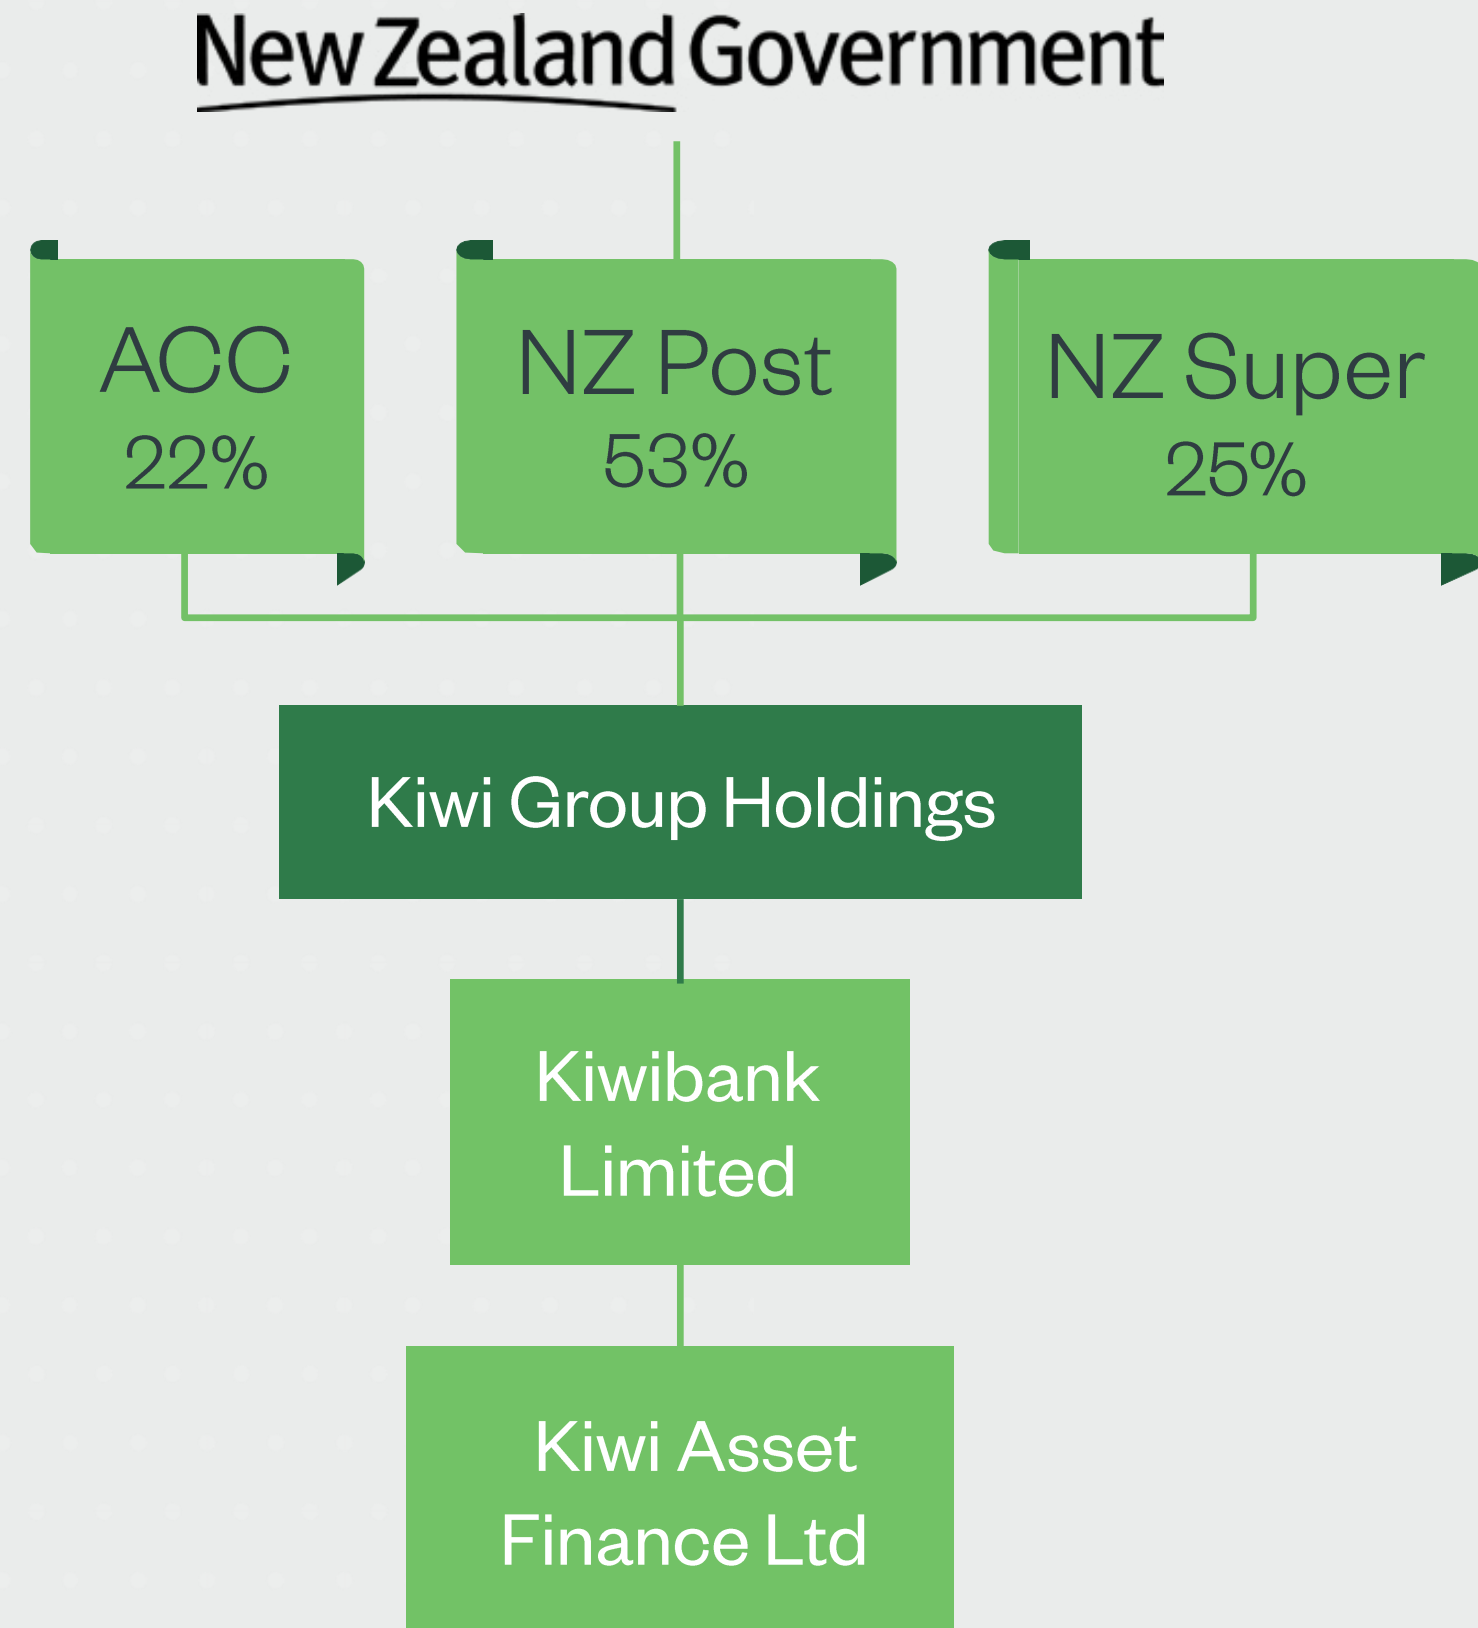 New Zealand Government
ACC
22%
NZ Post
53%
NZ Super
25%
Kiwi Group Holdings
Kiwibank
Limited
Kiwi Asset
Finance Ltd